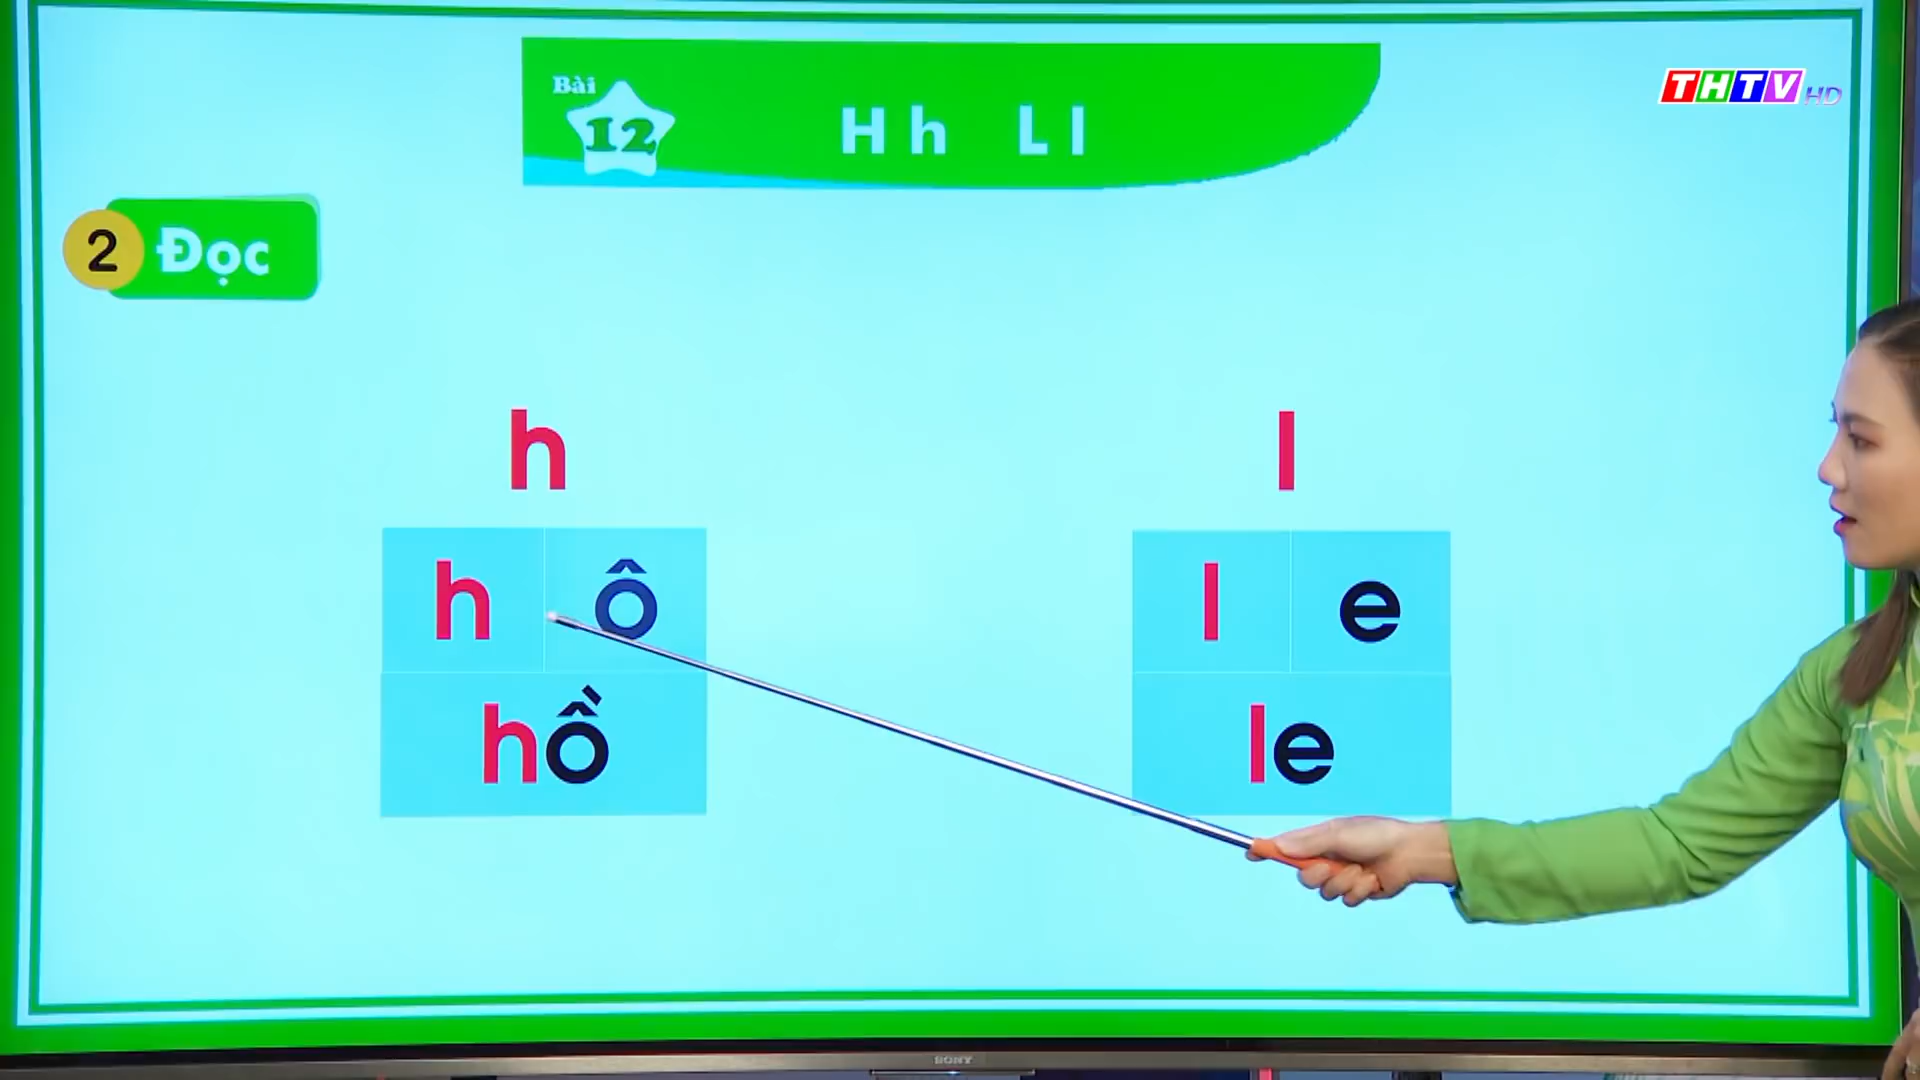 Bài
12
H h L l
THTV HD
2 Đọc
h
l
h ô
l e
hồ
le
SONY